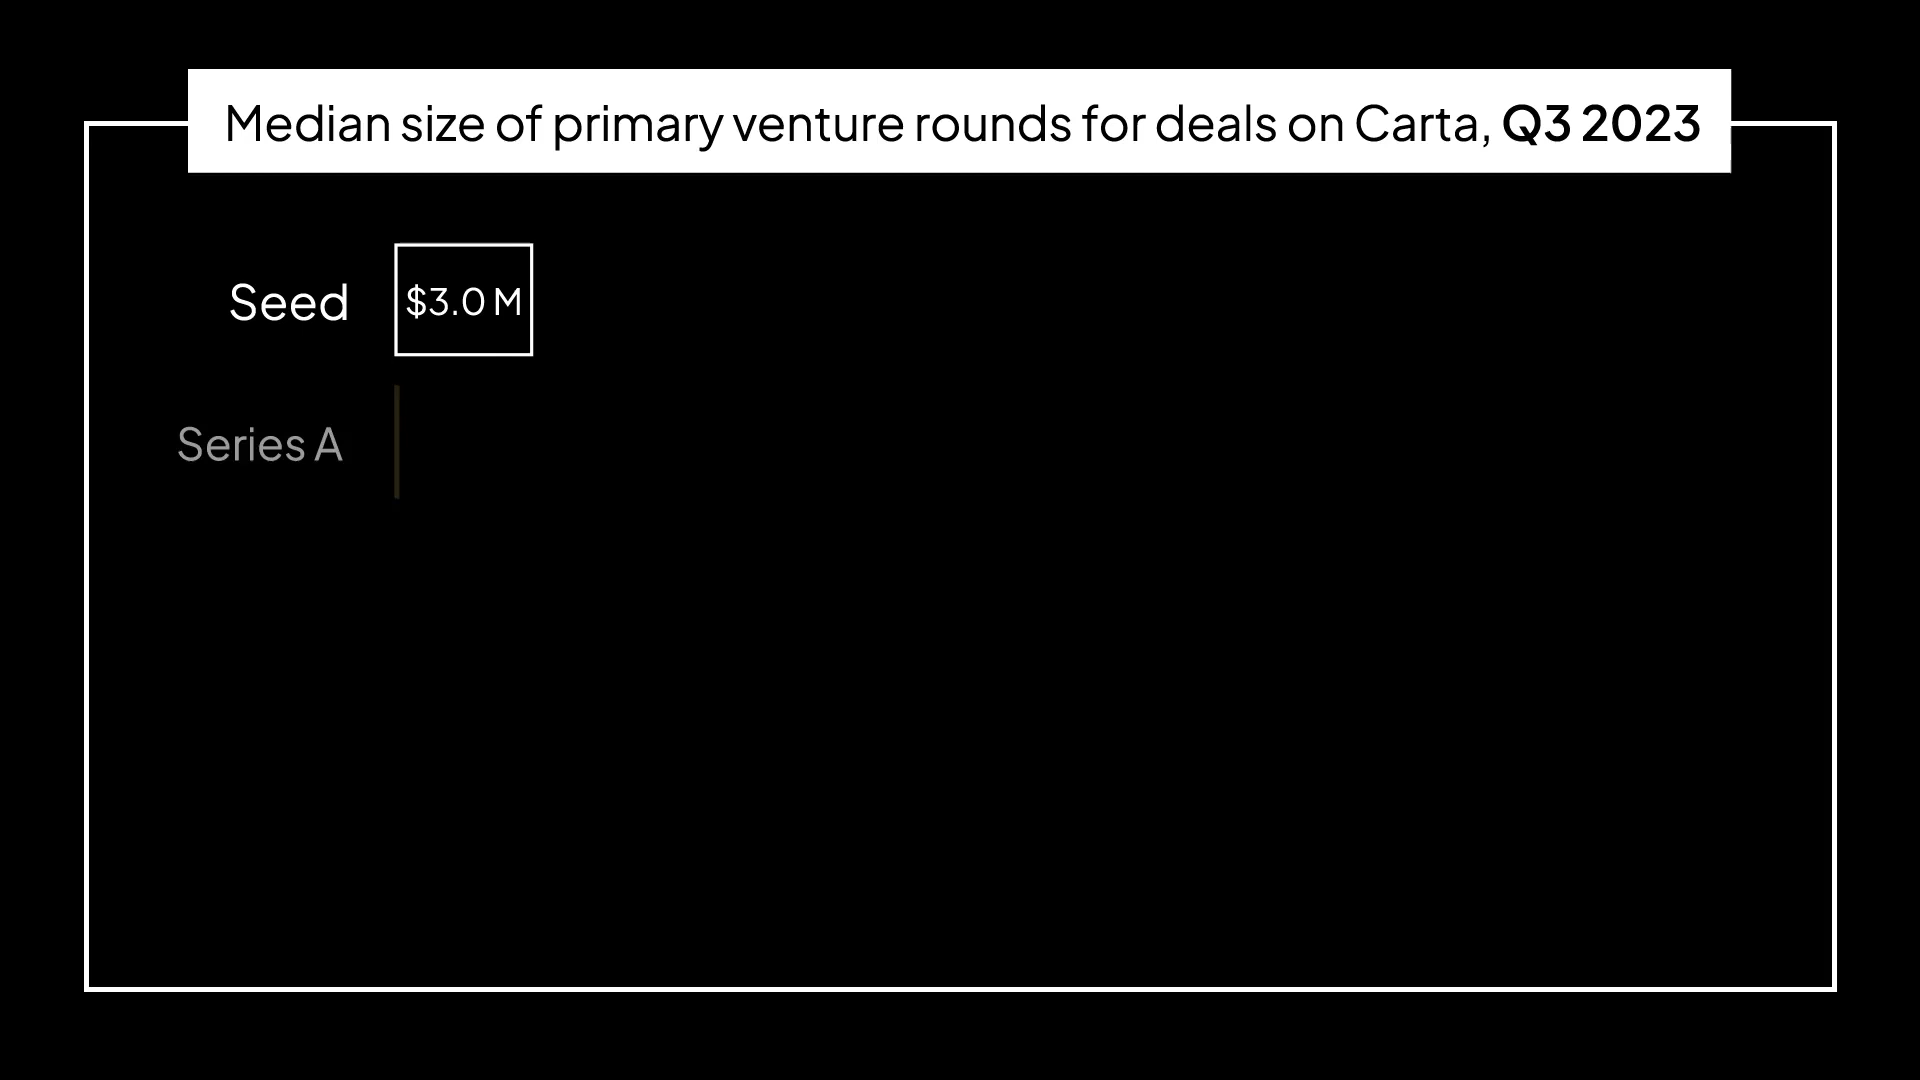 Median size of primary venture rounds for deals on Carta, Q3 2023
Seed
$3.0 M
Series A